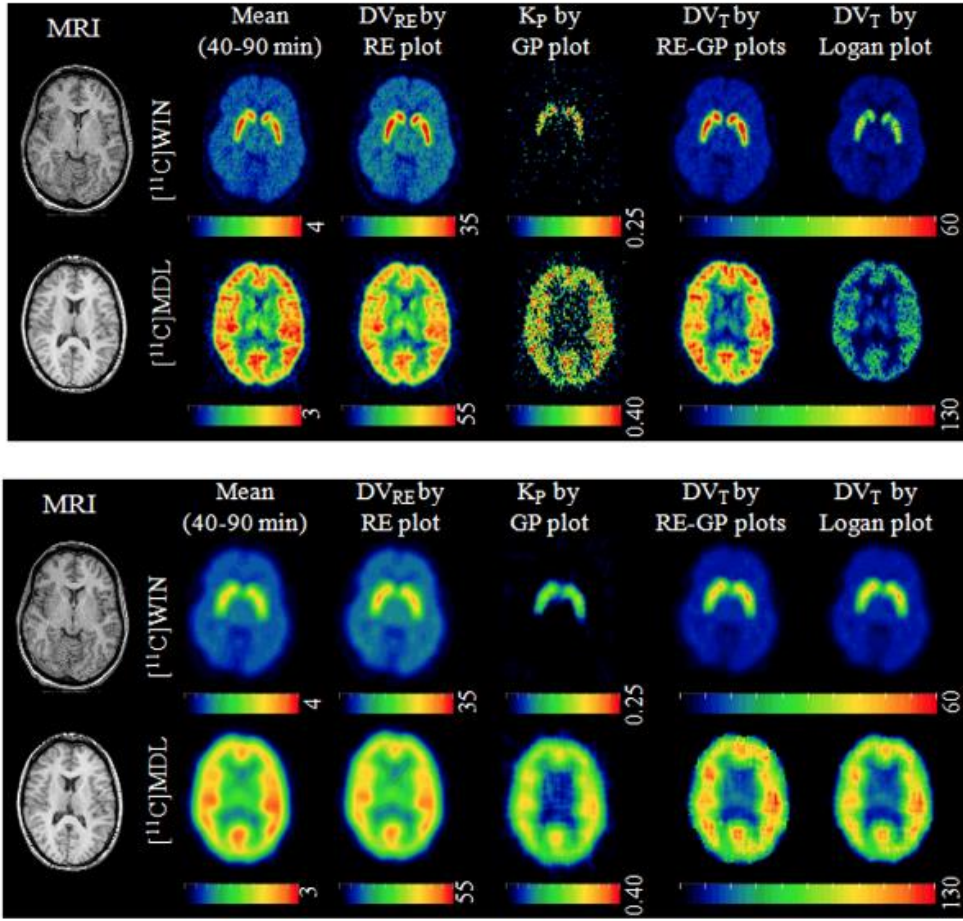 MRI
Mean
(40-90 min)
DVRE by
RE plot
KP by
GP plot
DVT by
RE-GP plots
DVT by
Logan plot
[11C]WIN
4
35
0.25
60
[11C]MDL
3
55
0.40
130
MRI
Mean
(40-90 min)
DVRE by
RE plot
KP by
GP plot
DVT by
RE-GP plots
DVT by
Logan plot
[11C]WIN
4
35
0.25
60
[11C]MDL
3
55
0.40
130